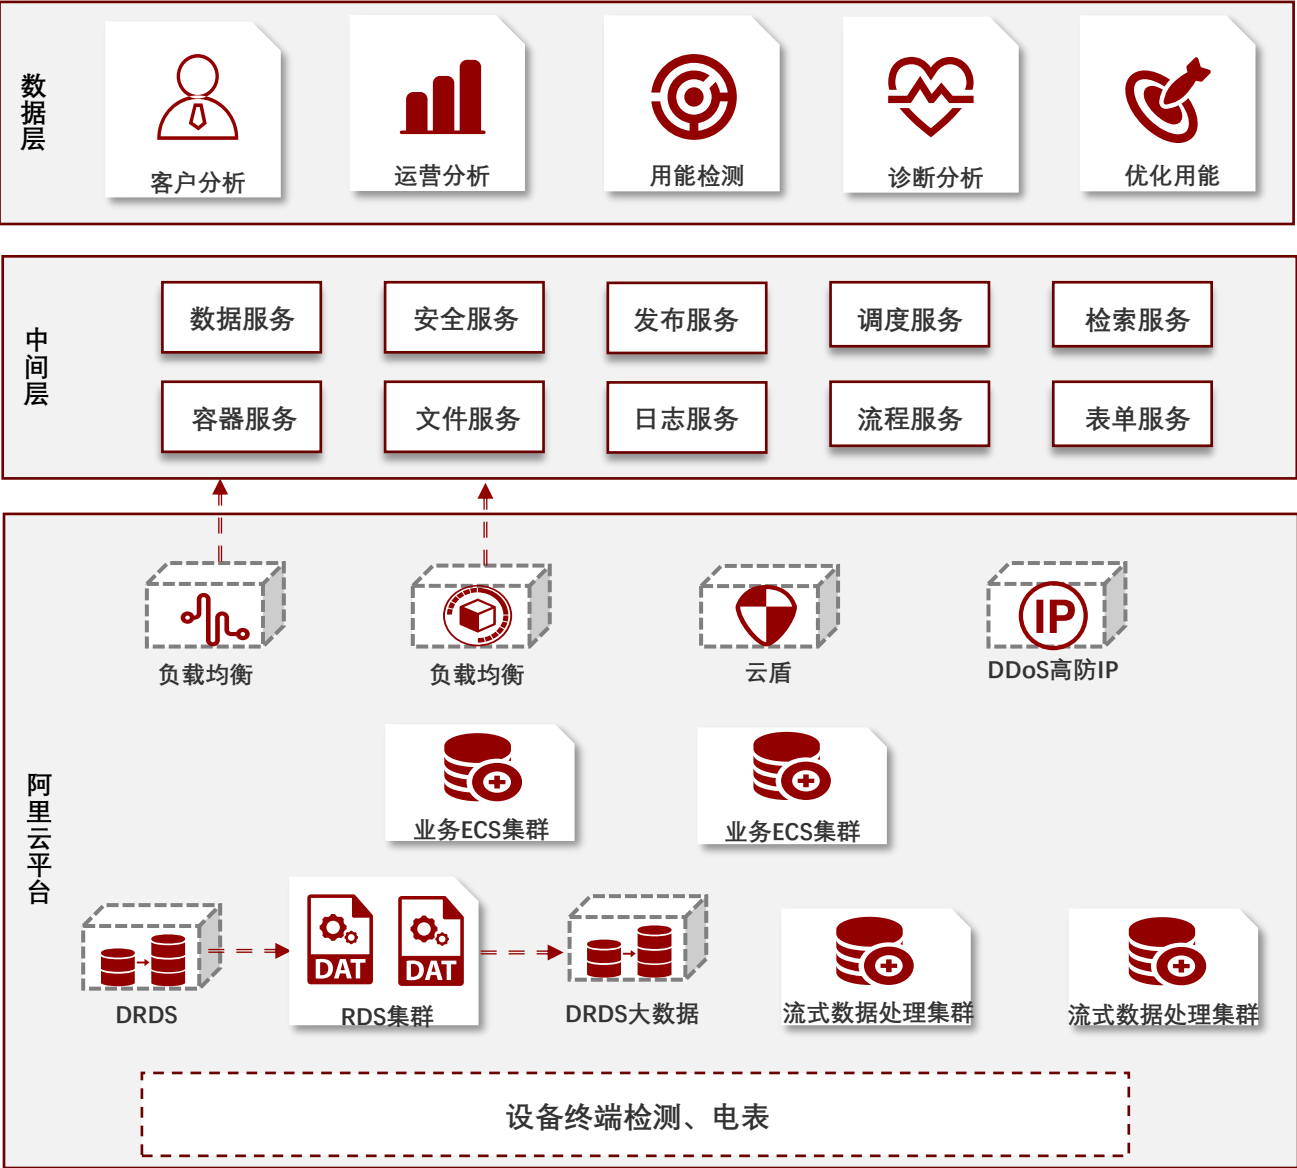 数据层
客户分析
运营分析
用能检测
诊断分析
优化用能
中间层
数据服务
安全服务
发布服务
调度服务
检索服务
容器服务
文件服务
日志服务
流程服务
表单服务
阿里云平台
负载均衡
负载均衡
云盾
IP
DDoS高防IP
业务ECS集群
业务ECS集群
DRDS
DAT
DAT
RDS集群
DRDS大数据
流式数据处理集群
流式数据处理集群
设备终端检测、电表